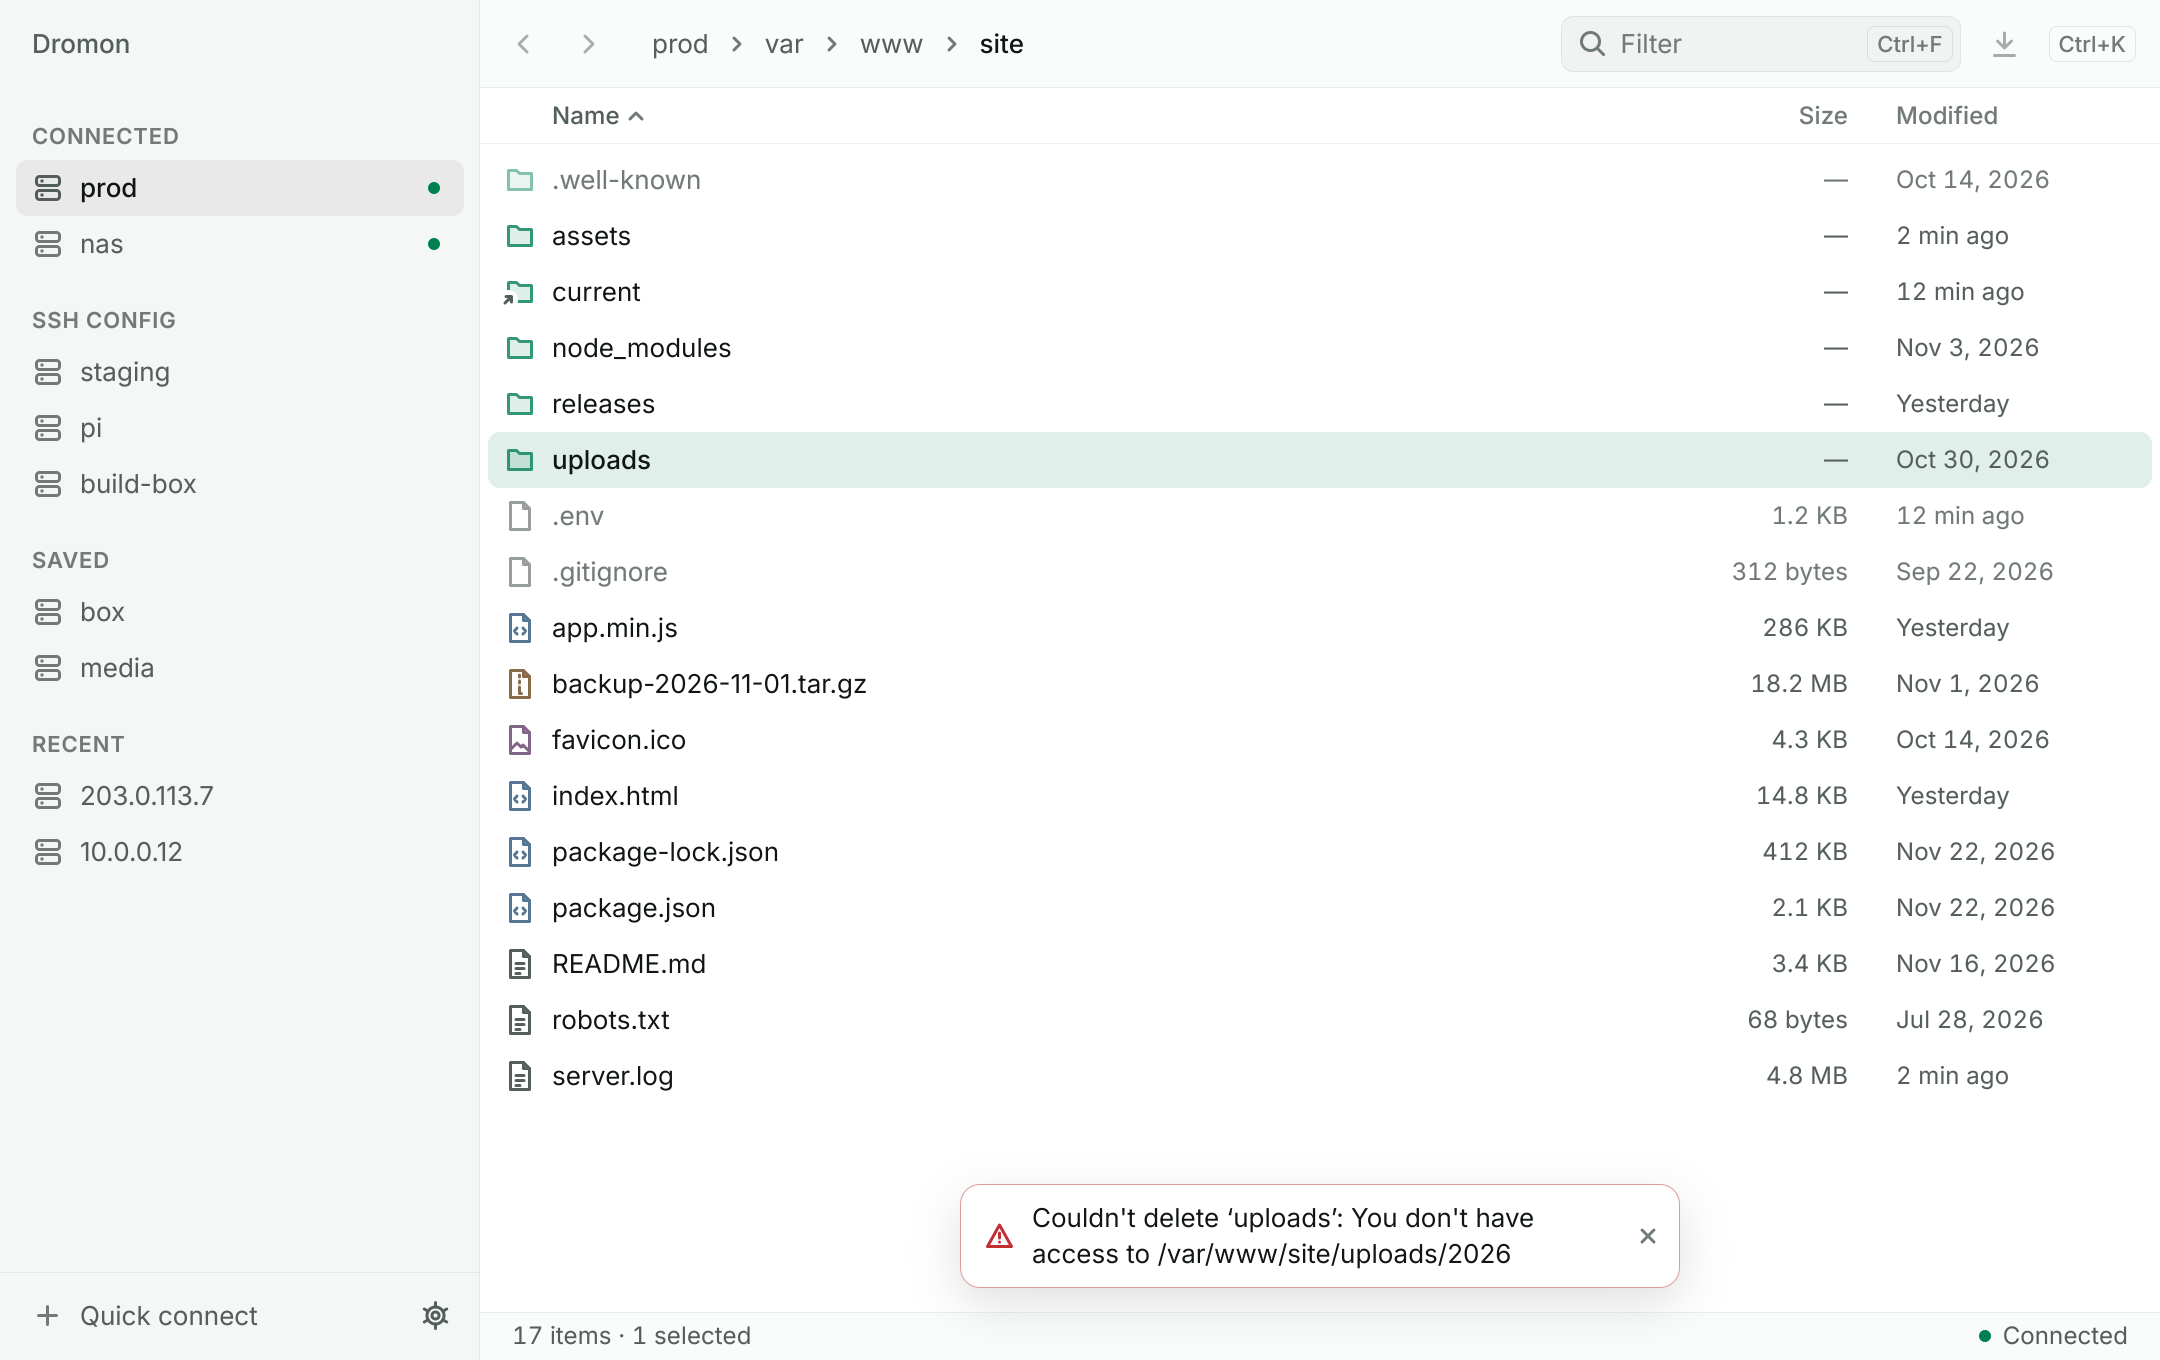 Dromon
CONNECTED
prod
nas
SSH CONFIG
staging
pi
build-box
SAVED
box
media
RECENT
203.0.113.7
10.0.0.12
Quick connect
prod var www site
Filter Ctrl+F Ctrl+K
Name Size Modified
.well-known — Oct 14, 2026
assets — 2 min ago
current — 12 min ago
node_modules — Nov 3, 2026
releases — Yesterday
uploads — Oct 30, 2026
.env 1.2 KB 12 min ago
.gitignore 312 bytes Sep 22, 2026
app.min.js 286 KB Yesterday
backup-2026-11-01.tar.gz 18.2 MB Nov 1, 2026
favicon.ico 4.3 KB Oct 14, 2026
index.html 14.8 KB Yesterday
package-lock.json 412 KB Nov 22, 2026
package.json 2.1 KB Nov 22, 2026
README.md 3.4 KB Nov 16, 2026
robots.txt 68 bytes Jul 28, 2026
server.log 4.8 MB 2 min ago
Couldn't delete ‘uploads’: You don't have
access to /var/www/site/uploads/2026
17 items · 1 selected Connected